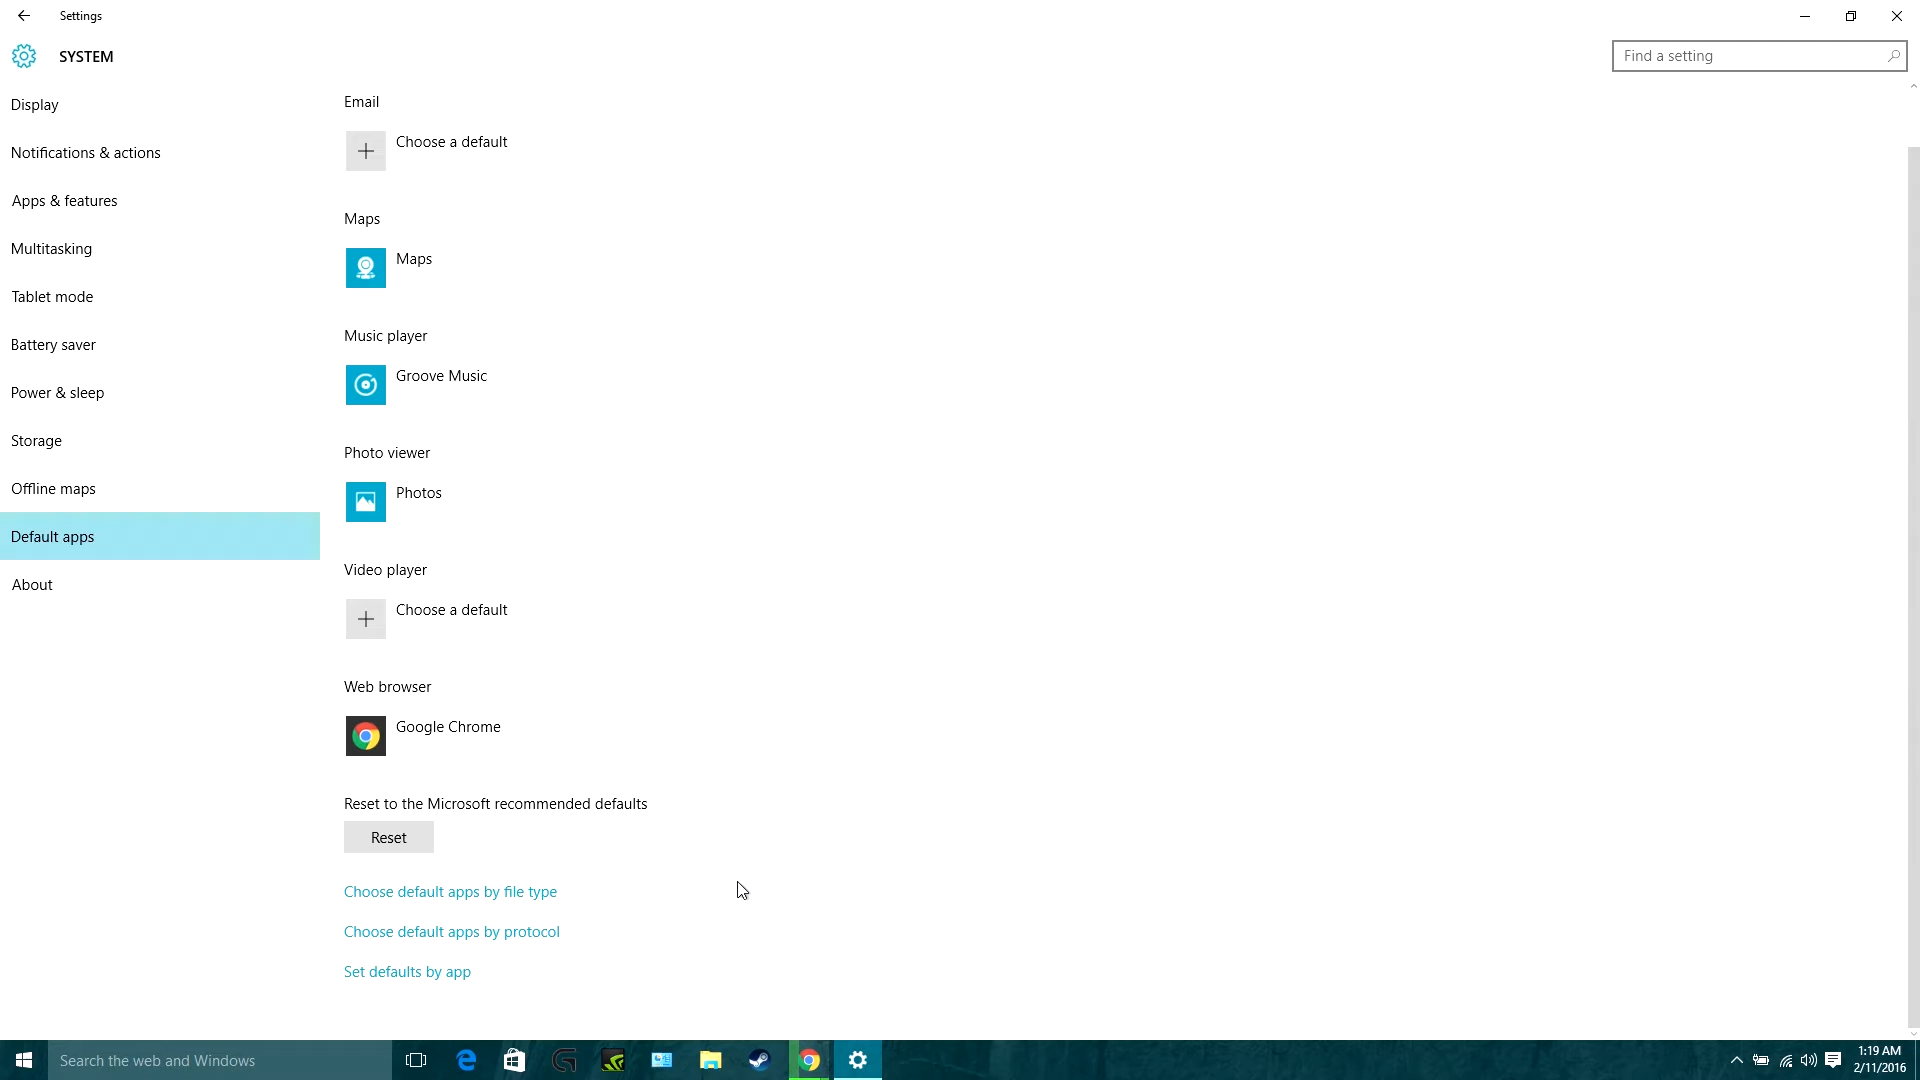 Settings
SYSTEM
Find a setting
Display
Notifications & actions
Apps & features
Multitasking
Tablet mode
Battery saver
Power & sleep
Storage
Offline maps
Default apps
About
Email
Choose a default
Maps
Maps
Music player
Groove Music
Photo viewer
Photos
Video player
Choose a default
Web browser
Google Chrome
Reset to the Microsoft recommended defaults
Reset
Choose default apps by file type
Choose default apps by protocol
Set defaults by app
Search the web and Windows
1:19 AM
2/11/2016